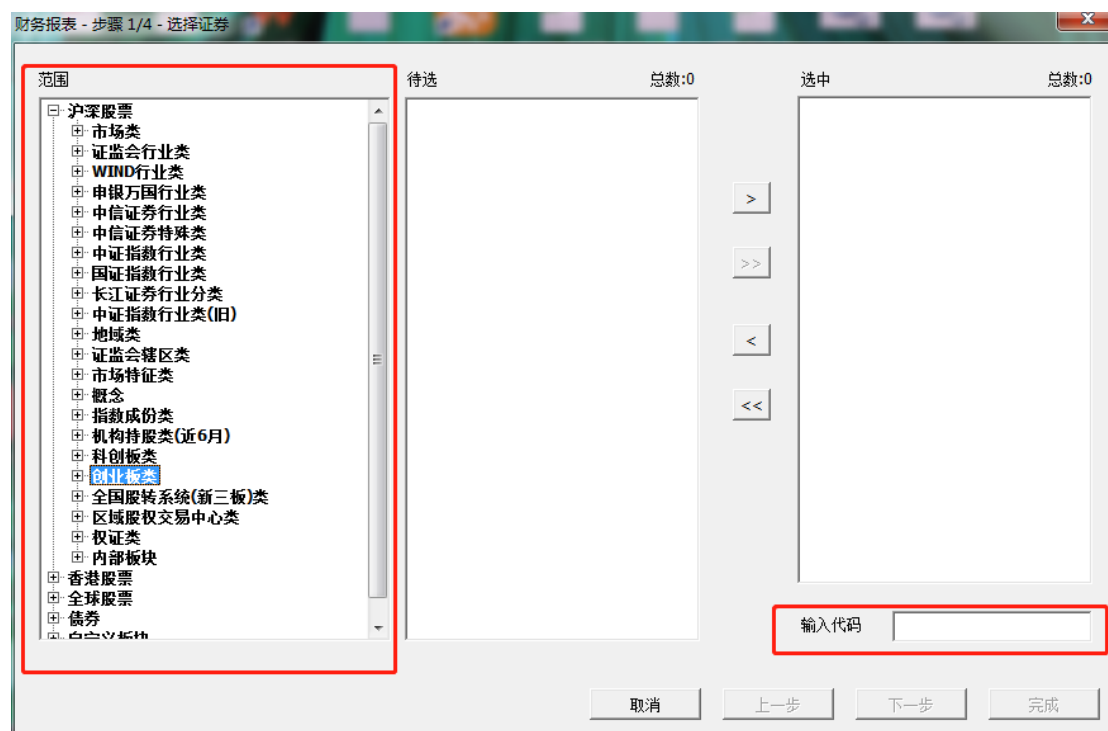 财务报表 - 步骤 1/4 - 选择证券
范围
待选
总数:0
选中
总数:0
沪深股票
市场类
证监会行业类
WIND行业类
申银万国行业类
中信证券行业类
中信证券特殊类
中证指数行业类
国证指数行业类
长江证券行业分类
中证指数行业类(旧)
地域类
证监会辖区类
市场特征类
概念
指数成份类
机构持股类(近6月)
科创板类
创业板类
全国股转系统(新三板)类
区域股权交易中心类
权证类
内部板块
香港股票
全球股票
债券
自定义板块
>
>>
<
<<
输入代码
取消
上一步
下一步
完成